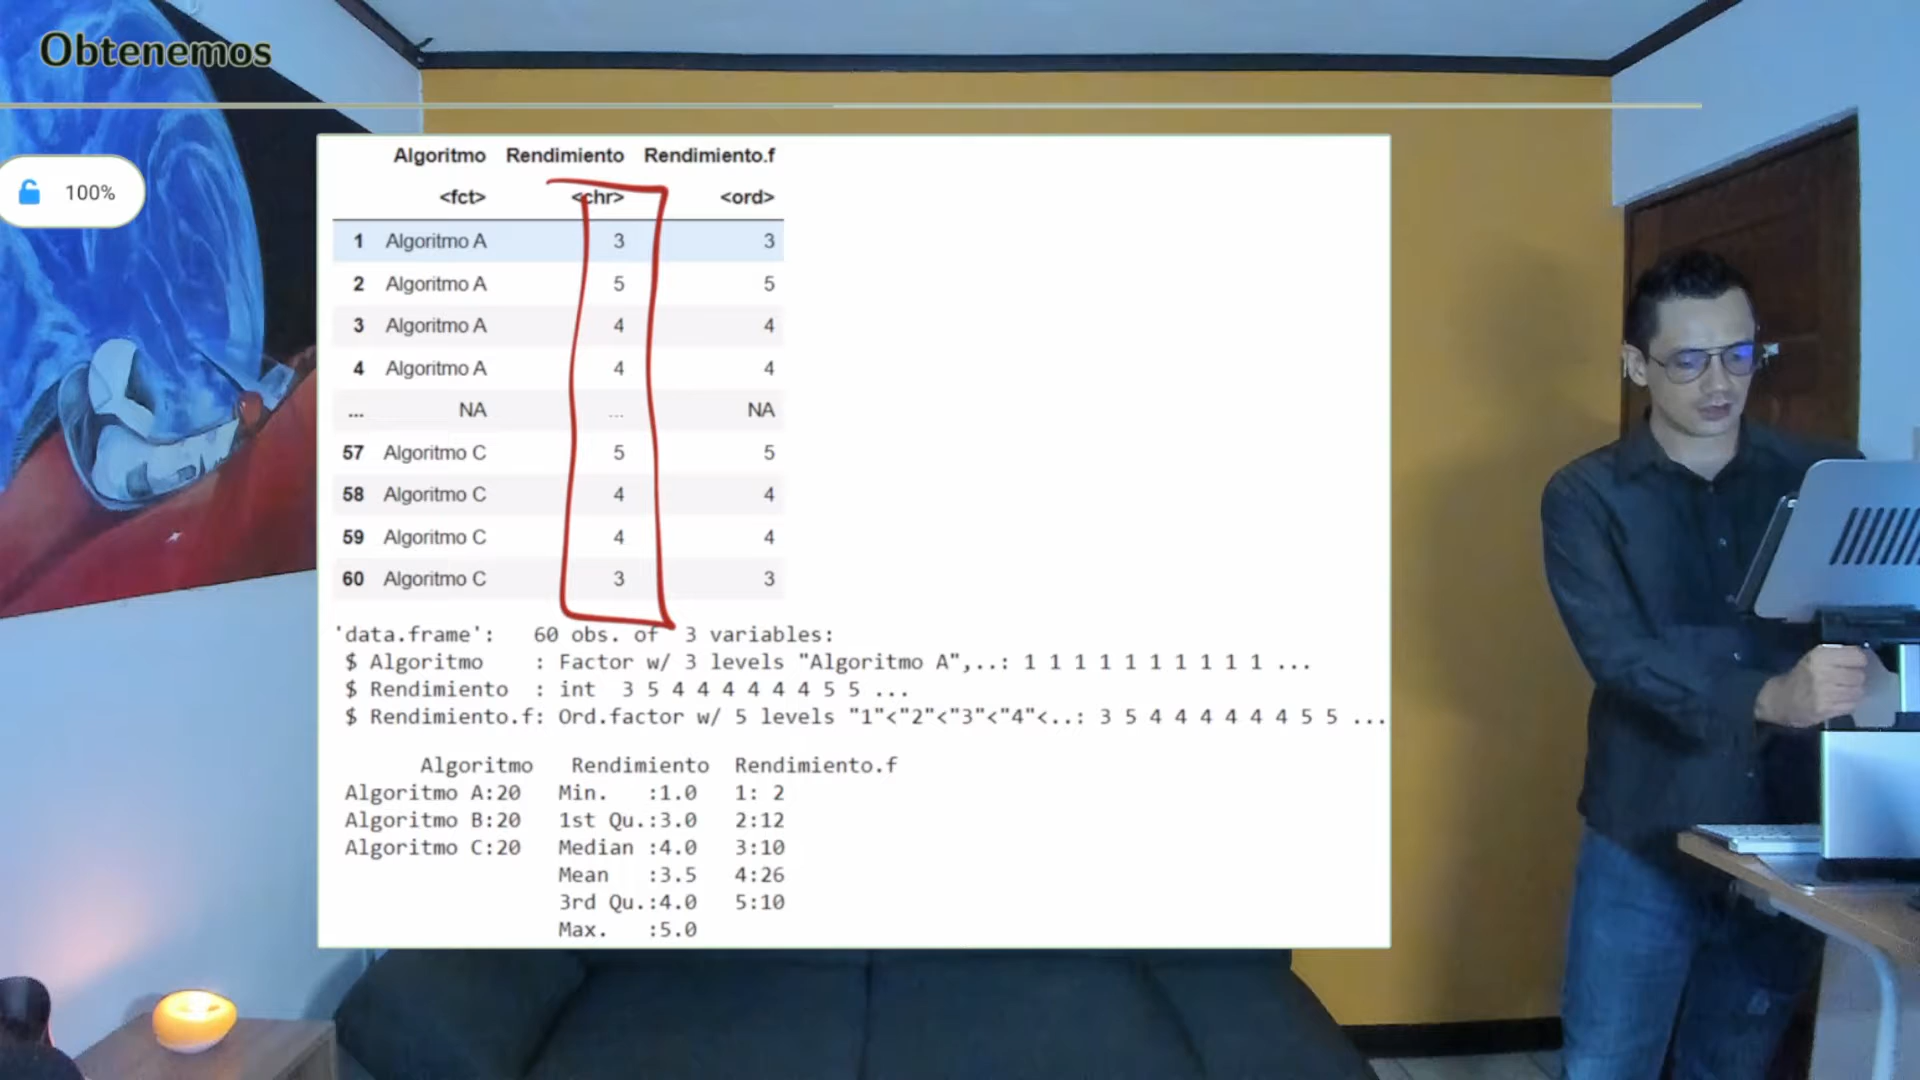 Obtenemos
100%
Algoritmo Rendimiento Rendimiento.f
<fct> <chr> <ord>
1 Algoritmo A 3 3
2 Algoritmo A 5 5
3 Algoritmo A 4 4
4 Algoritmo A 4 4
... NA ... NA
57 Algoritmo C 5 5
58 Algoritmo C 4 4
59 Algoritmo C 4 4
60 Algoritmo C 3 3
'data.frame': 60 obs. of 3 variables:
$ Algoritmo : Factor w/ 3 levels "Algoritmo A",..: 1 1 1 1 1 1 1 1 1 1 ...
$ Rendimiento : int 3 5 4 4 4 4 4 4 5 5 ...
$ Rendimiento.f: Ord.factor w/ 5 levels "1"<"2"<"3"<"4"<..: 3 5 4 4 4 4 4 4 5 5 ...
Algoritmo Rendimiento Rendimiento.f
Algoritmo A:20 Min. :1.0 1: 2
Algoritmo B:20 1st Qu.:3.0 2:12
Algoritmo C:20 Median :4.0 3:10
Mean :3.5 4:26
3rd Qu.:4.0 5:10
Max. :5.0